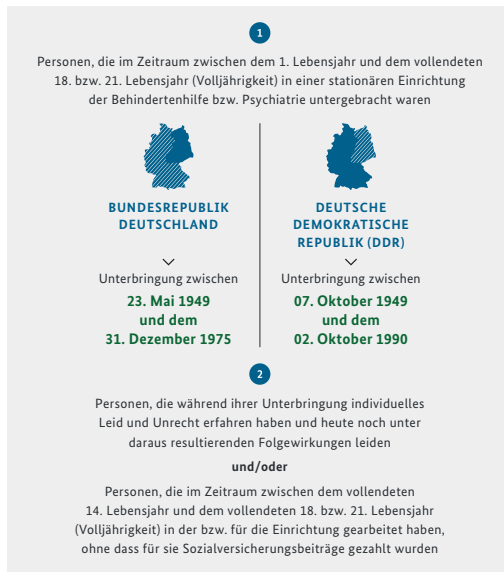 1
Personen, die im Zeitraum zwischen dem 1. Lebensjahr und dem vollendeten
18. bzw. 21. Lebensjahr (Volljährigkeit) in einer stationären Einrichtung
der Behindertenhilfe bzw. Psychiatrie untergebracht waren
BUNDESREPUBLIK
DEUTSCHLAND
Unterbringung zwischen
23. Mai 1949
und dem
31. Dezember 1975
DEUTSCHE
DEMOKRATISCHE
REPUBLIK (DDR)
Unterbringung zwischen
07. Oktober 1949
und dem
02. Oktober 1990
2
Personen, die während ihrer Unterbringung individuelles
Leid und Unrecht erfahren haben und heute noch unter
daraus resultierenden Folgewirkungen leiden
und/oder
Personen, die im Zeitraum zwischen dem vollendeten
14. Lebensjahr und dem vollendeten 18. bzw. 21. Lebensjahr
(Volljährigkeit) in der bzw. für die Einrichtung gearbeitet haben,
ohne dass für sie Sozialversicherungsbeiträge gezahlt wurden